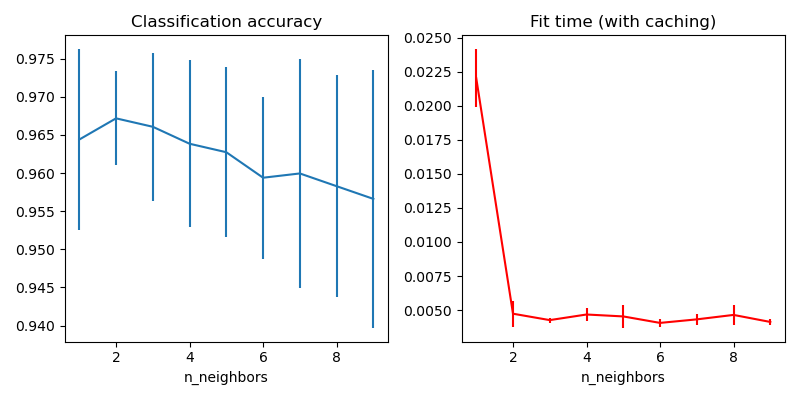 Classification accuracy
0.975
0.970
0.965
0.960
0.955
0.950
0.945
0.940
2 4 6 8
n_neighbors
Fit time (with caching)
0.0250
0.0225
0.0200
0.0175
0.0150
0.0125
0.0100
0.0075
0.0050
2 4 6 8
n_neighbors